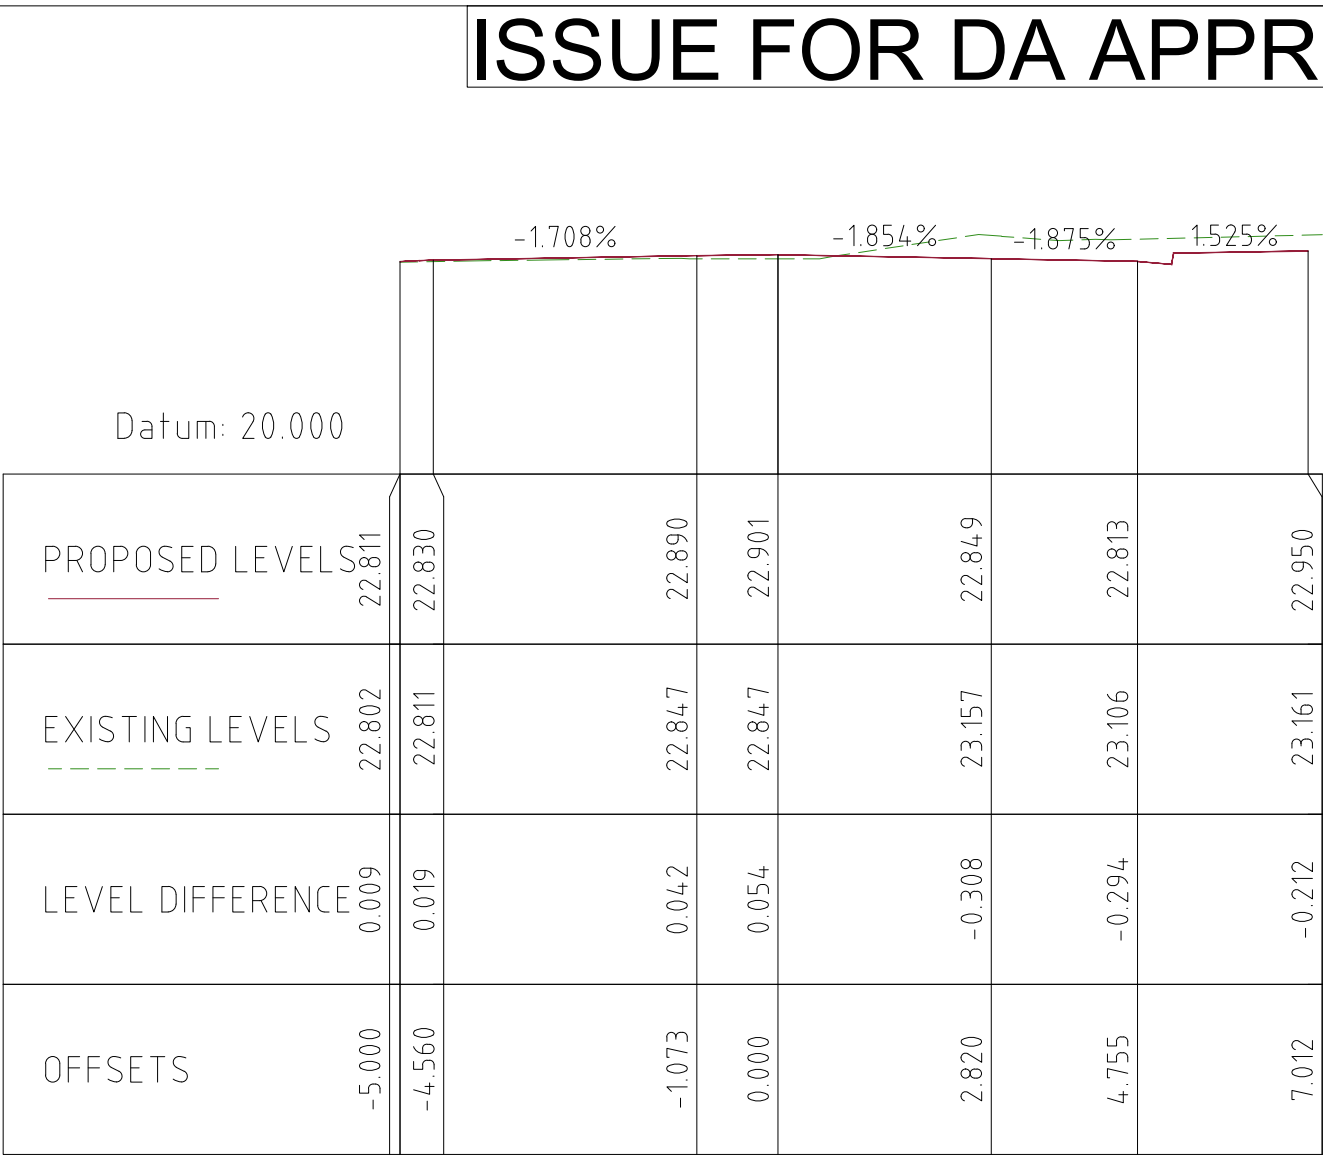 ISSUE FOR DA APPR
-1.708% -1.854% -1.875% 1.525%
Datum: 20.000
PROPOSED LEVELS 22.811 22.830 22.890 22.901 22.849 22.813 22.950
EXISTING LEVELS 22.802 22.811 22.847 22.847 23.157 23.106 23.161
LEVEL DIFFERENCE 0.009 0.019 0.042 0.054 -0.308 -0.294 -0.212
OFFSETS -5.000 -4.560 -1.073 0.000 2.820 4.755 7.012